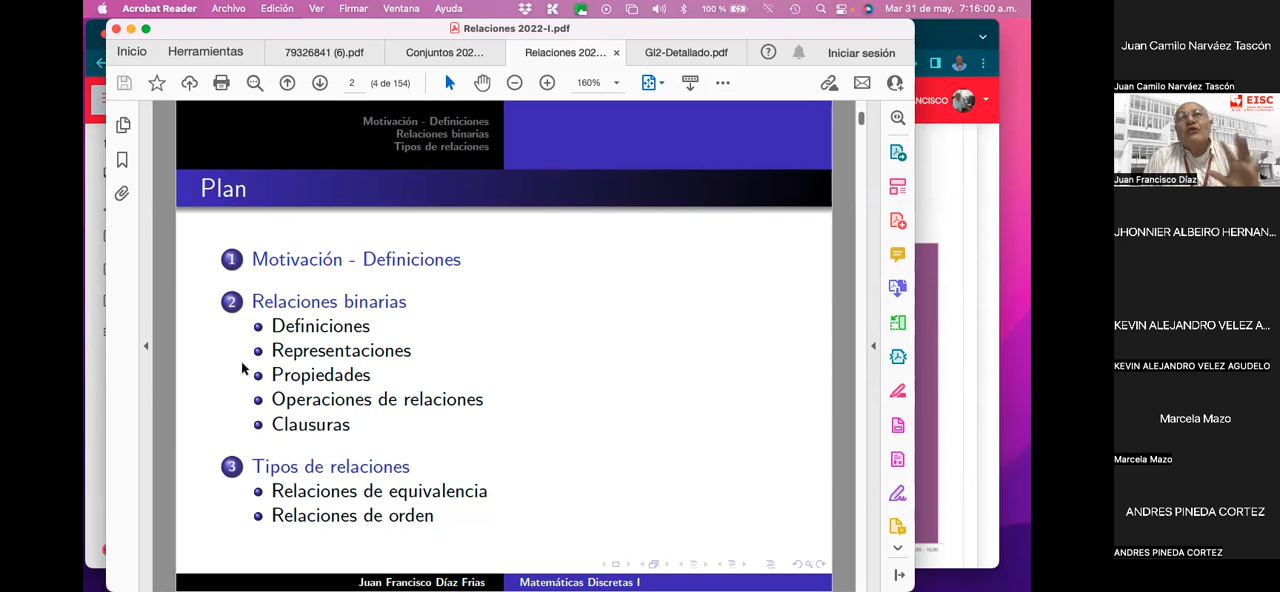 Acrobat Reader Archivo Edición Ver Firmar Ventana Ayuda 100 % Mar 31 de may. 7:16:00 a.m.
Relaciones 2022-I.pdf
Inicio Herramientas 79326841 (6).pdf Conjuntos 202... Relaciones 202... × GI2-Detallado.pdf Iniciar sesión
2 (4 de 154) 160%
NCISCO
Motivación - Definiciones
Relaciones binarias
Tipos de relaciones
Plan
1 Motivación - Definiciones
2 Relaciones binarias
Definiciones
Representaciones
Propiedades
Operaciones de relaciones
Clausuras
3 Tipos de relaciones
Relaciones de equivalencia
Relaciones de orden
Juan Francisco Díaz Frias Matemáticas Discretas I
Juan Camilo Narváez Tascón
Juan Camilo Narváez Tascón
EISC
Juan Francisco Díaz
JHONNIER ALBEIRO HERNAN...
KEVIN ALEJANDRO VELEZ A...
KEVIN ALEJANDRO VELEZ AGUDELO
Marcela Mazo
Marcela Mazo
ANDRES PINEDA CORTEZ
ANDRES PINEDA CORTEZ